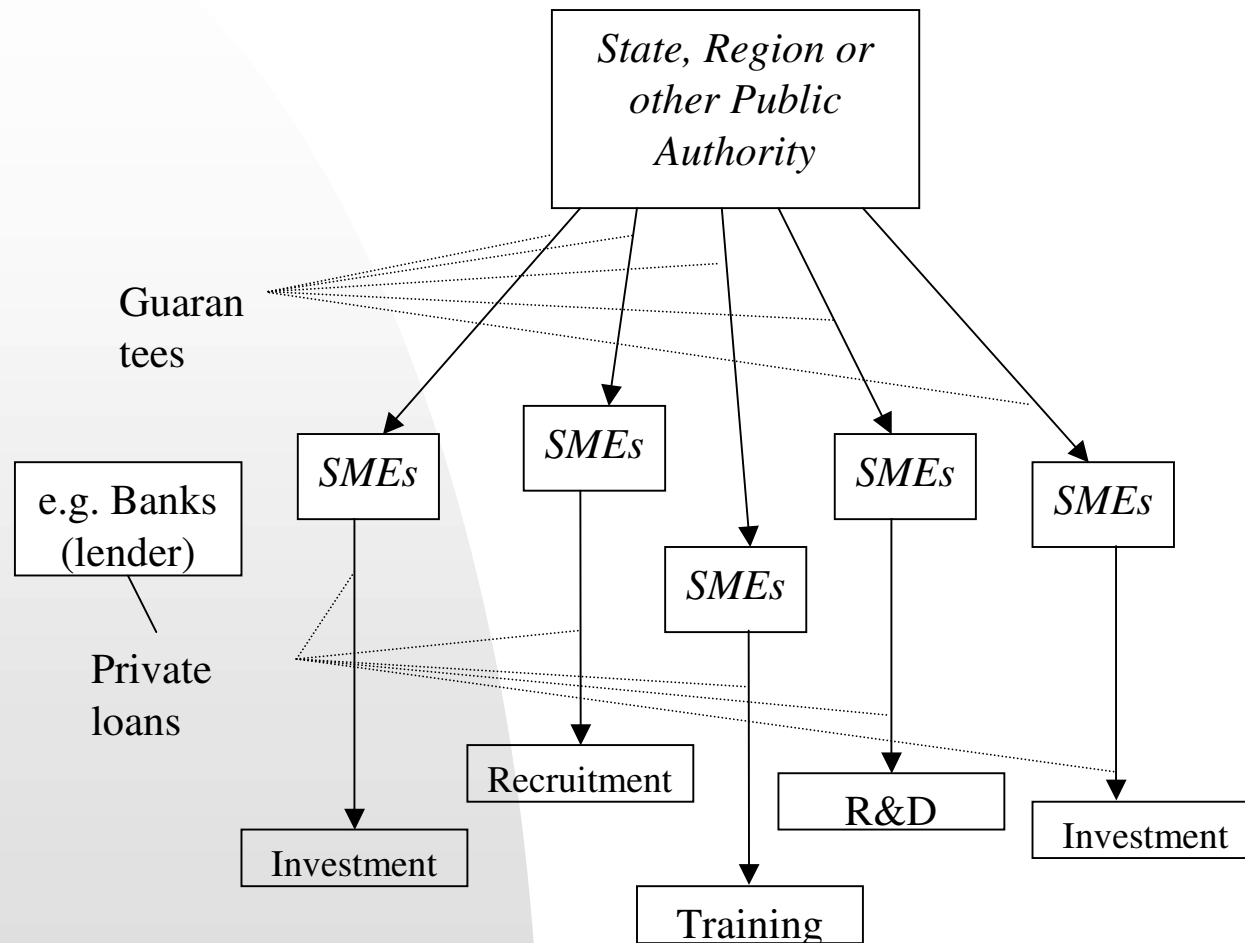 State, Region or
other Public
Authority
Guaran
tees
SMEs
SMEs
SMEs
SMEs
SMEs
e.g. Banks
(lender)
Private
loans
Recruitment
R&D
Investment
Investment
Training